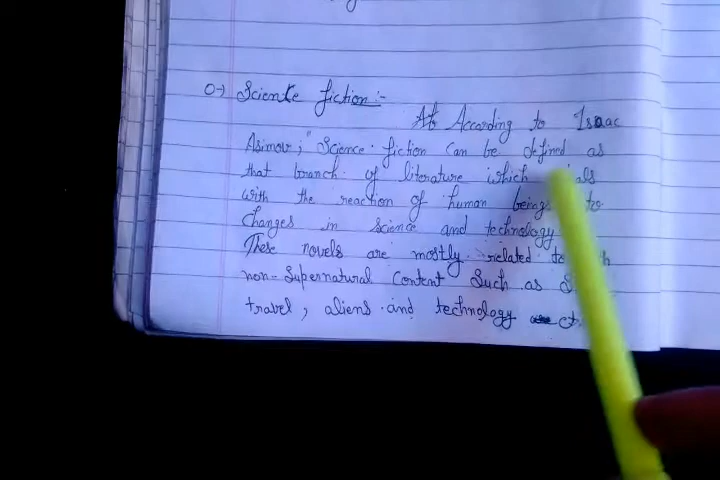 O→ Science fiction :-
At According to Isaac
Asimov, "Science fiction can be defined as
that branch of literature which
with the reaction of human beings to
changes in science and technology
These novels are mostly related to
non-Supernatural content Such as
travel, aliens and technology